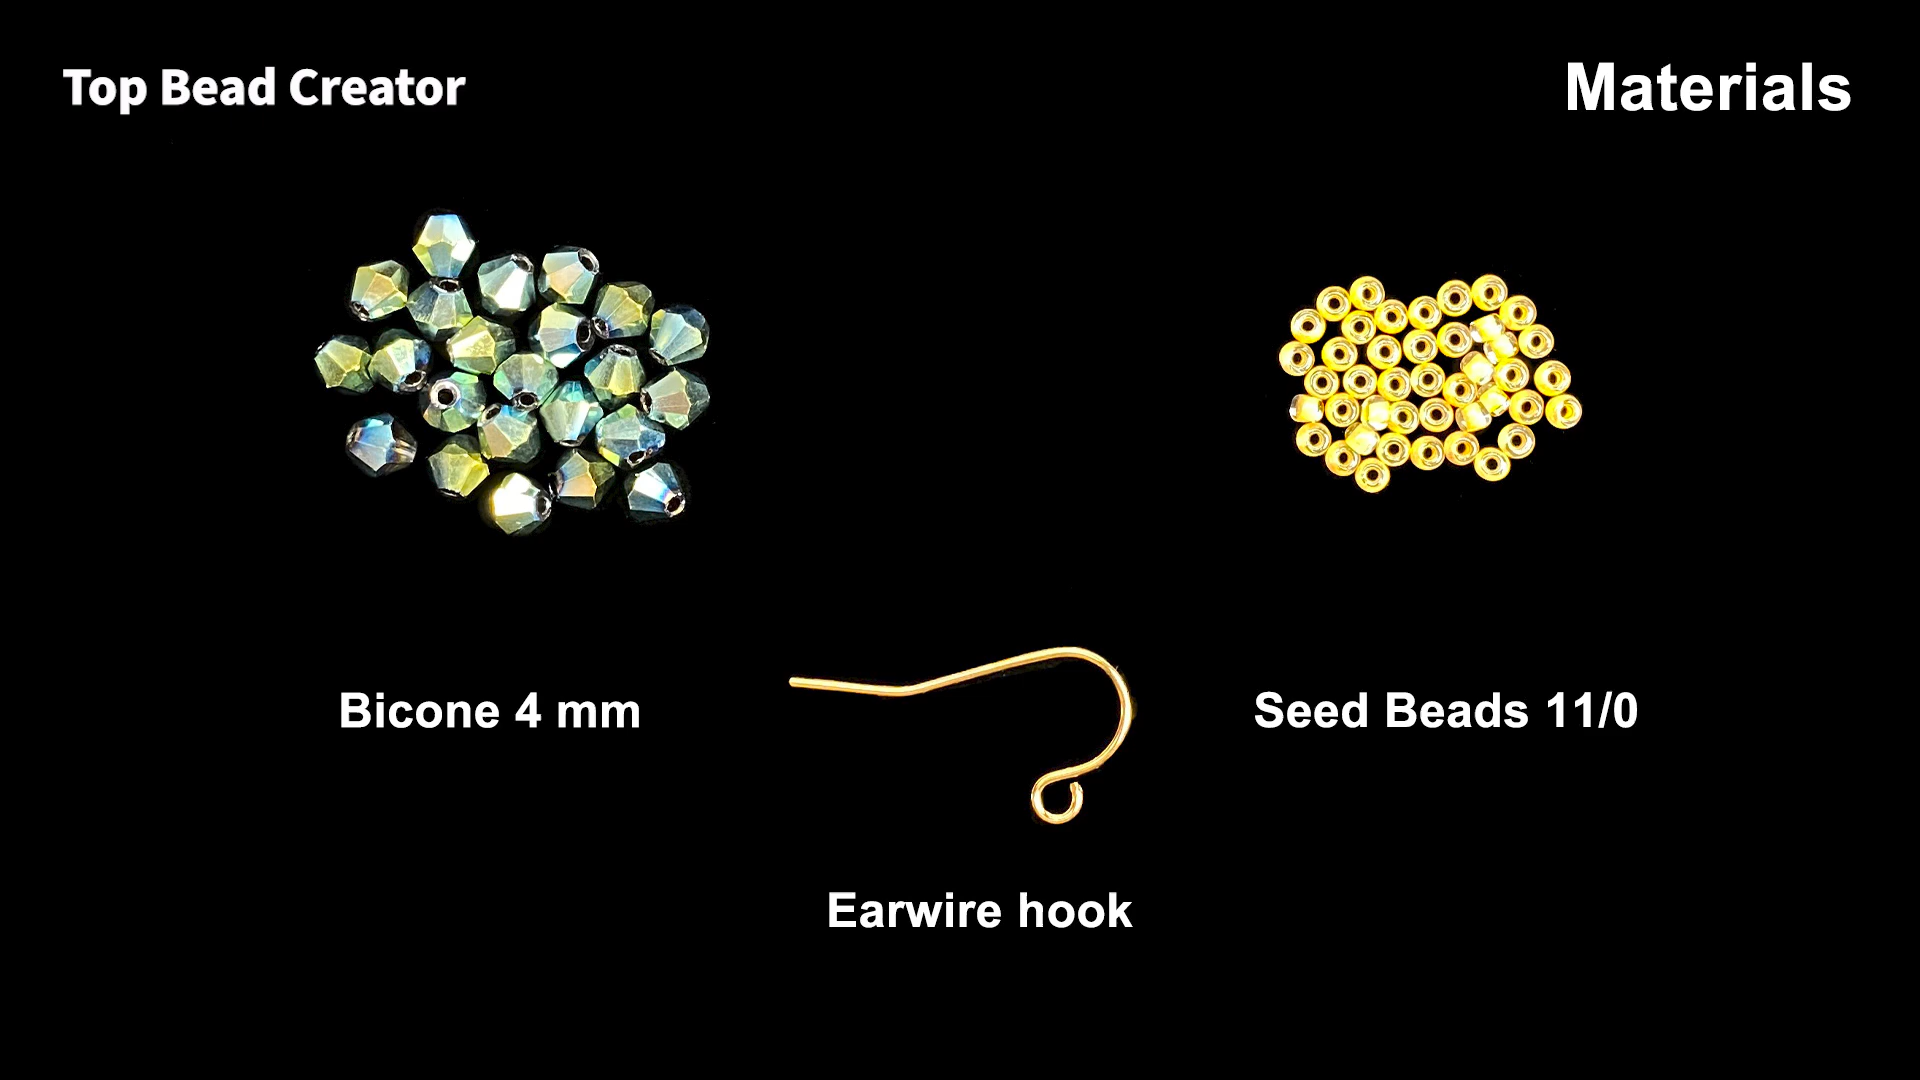 Top Bead Creator
Materials
Bicone 4 mm
Seed Beads 11/0
Earwire hook